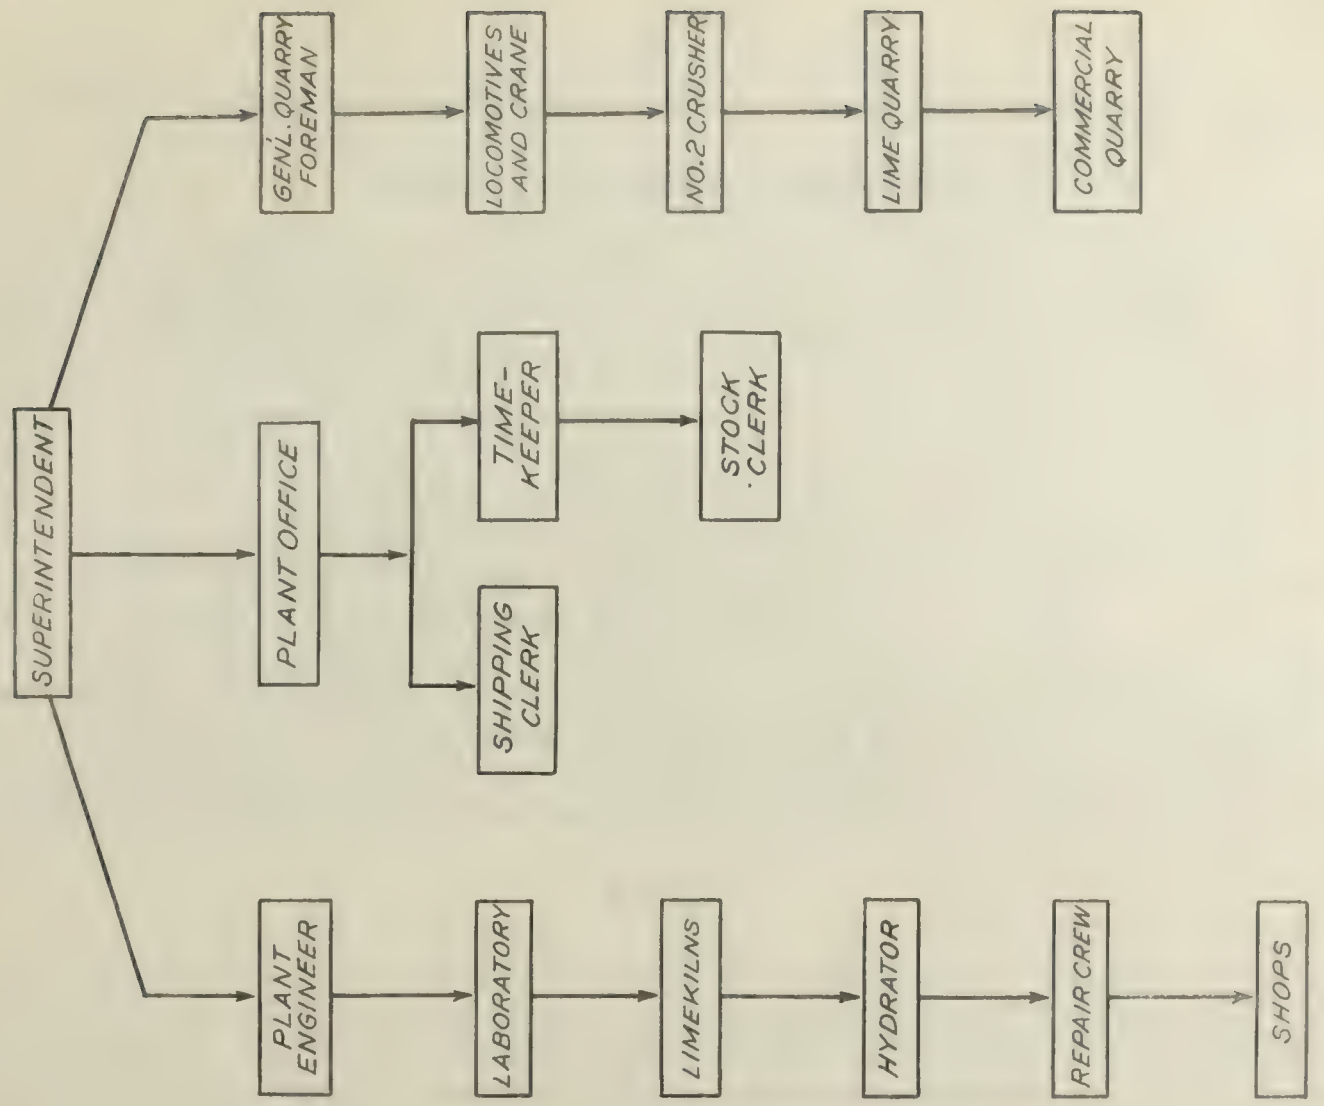 SUPERINTENDENT
PLANT
ENGINEER
LABORATORY
LIMEKILNS
HYDRATOR
REPAIR CREW
SHOPS
PLANT OFFICE
SHIPPING
CLERK
TIME-
KEEPER
STOCK
CLERK
GEN'L. QUARRY
FOREMAN
LOCOMOTIVES
AND CRANE
NO.2 CRUSHER
LIME QUARRY
COMMERCIAL
QUARRY